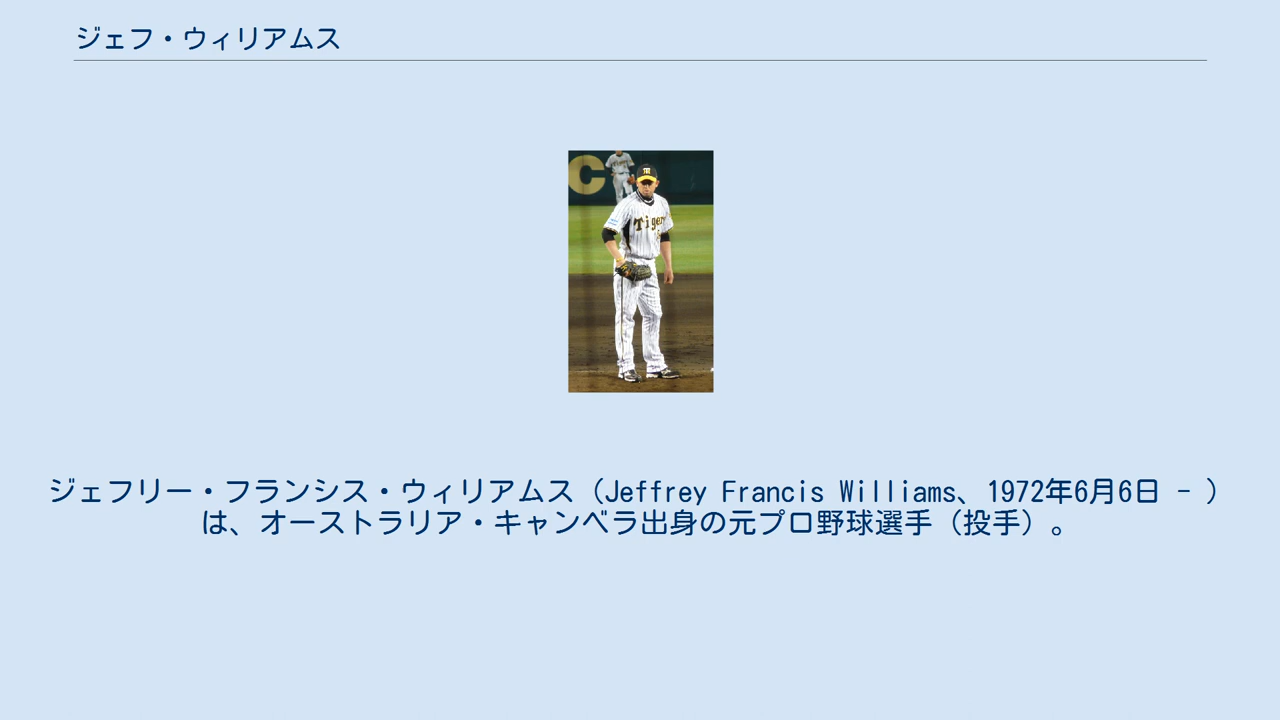 ジェフ・ウィリアムス
C
Tiger
ジェフリー・フランシス・ウィリアムス（Jeffrey Francis Williams、1972年6月6日 - ）
は、オーストラリア・キャンベラ出身の元プロ野球選手（投手）。